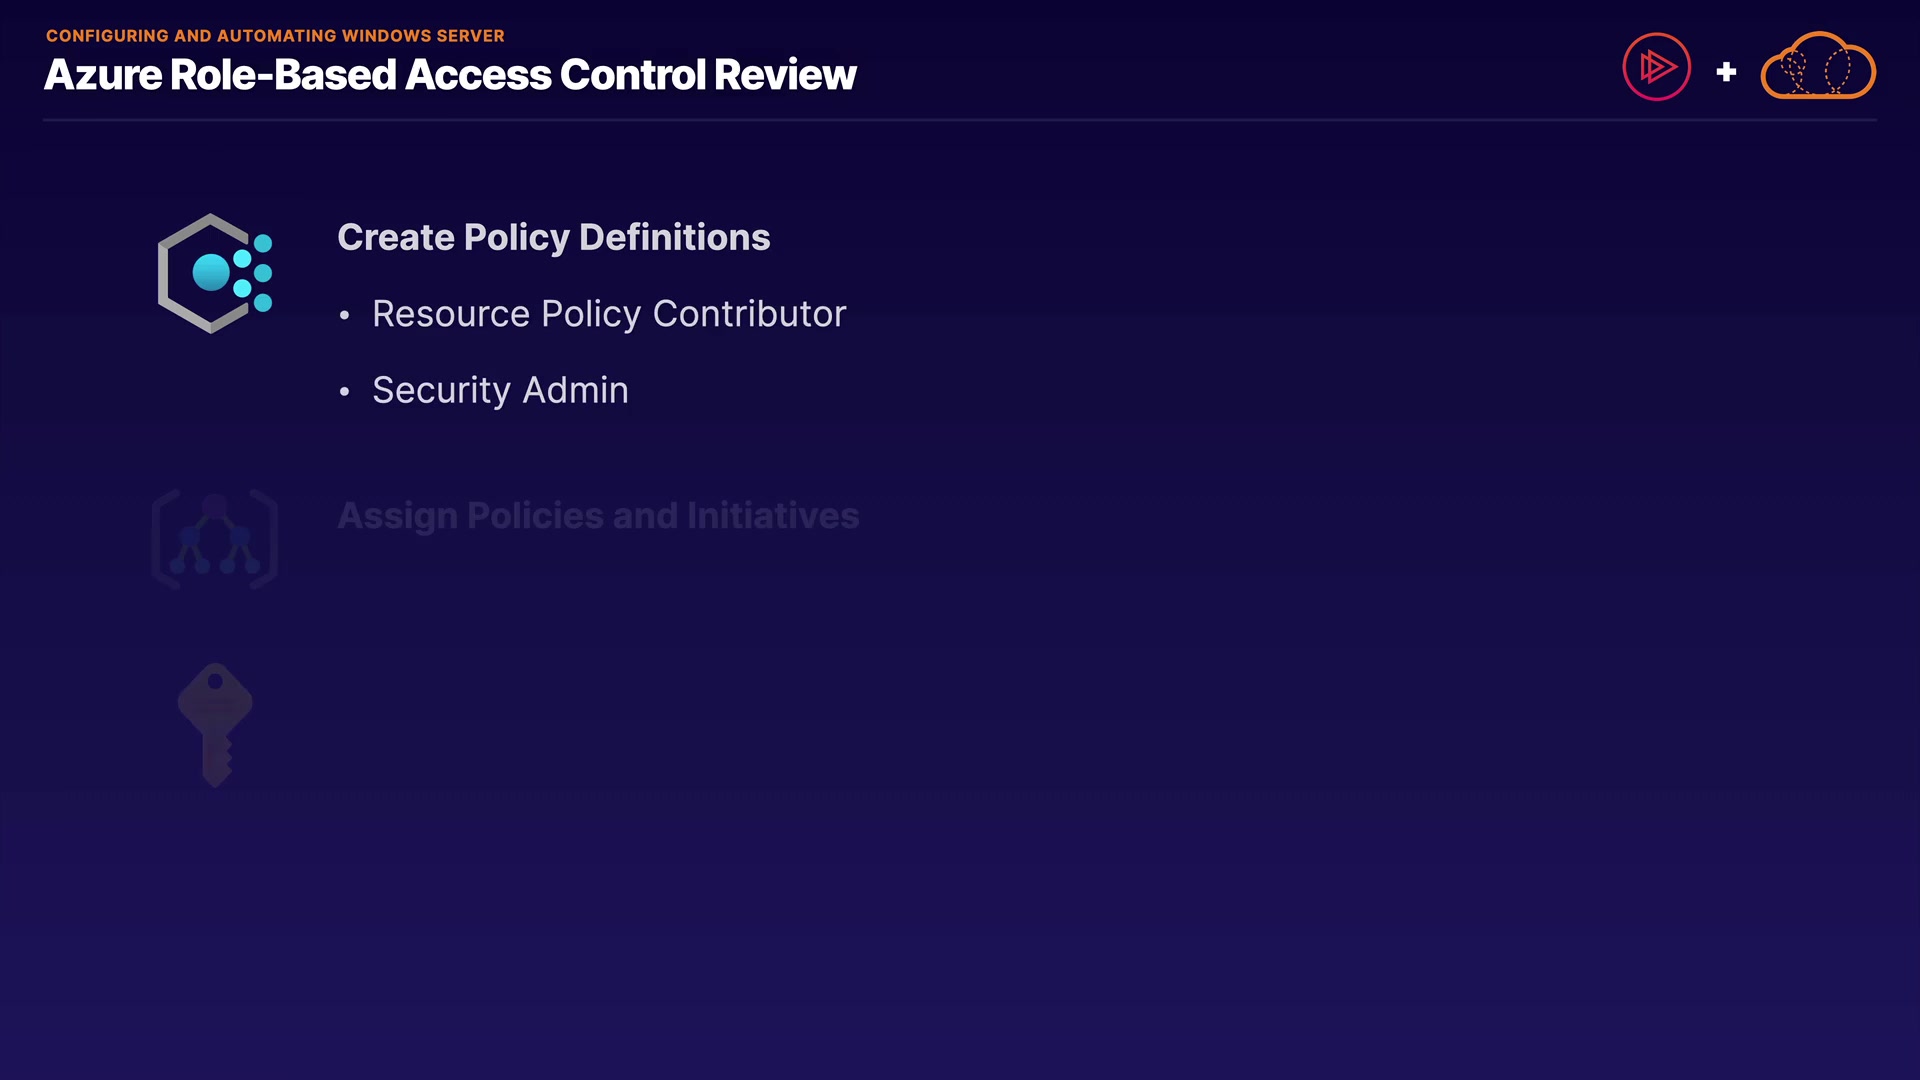 CONFIGURING AND AUTOMATING WINDOWS SERVER
Azure Role-Based Access Control Review
Create Policy Definitions
• Resource Policy Contributor
• Security Admin
Assign Policies and Initiatives